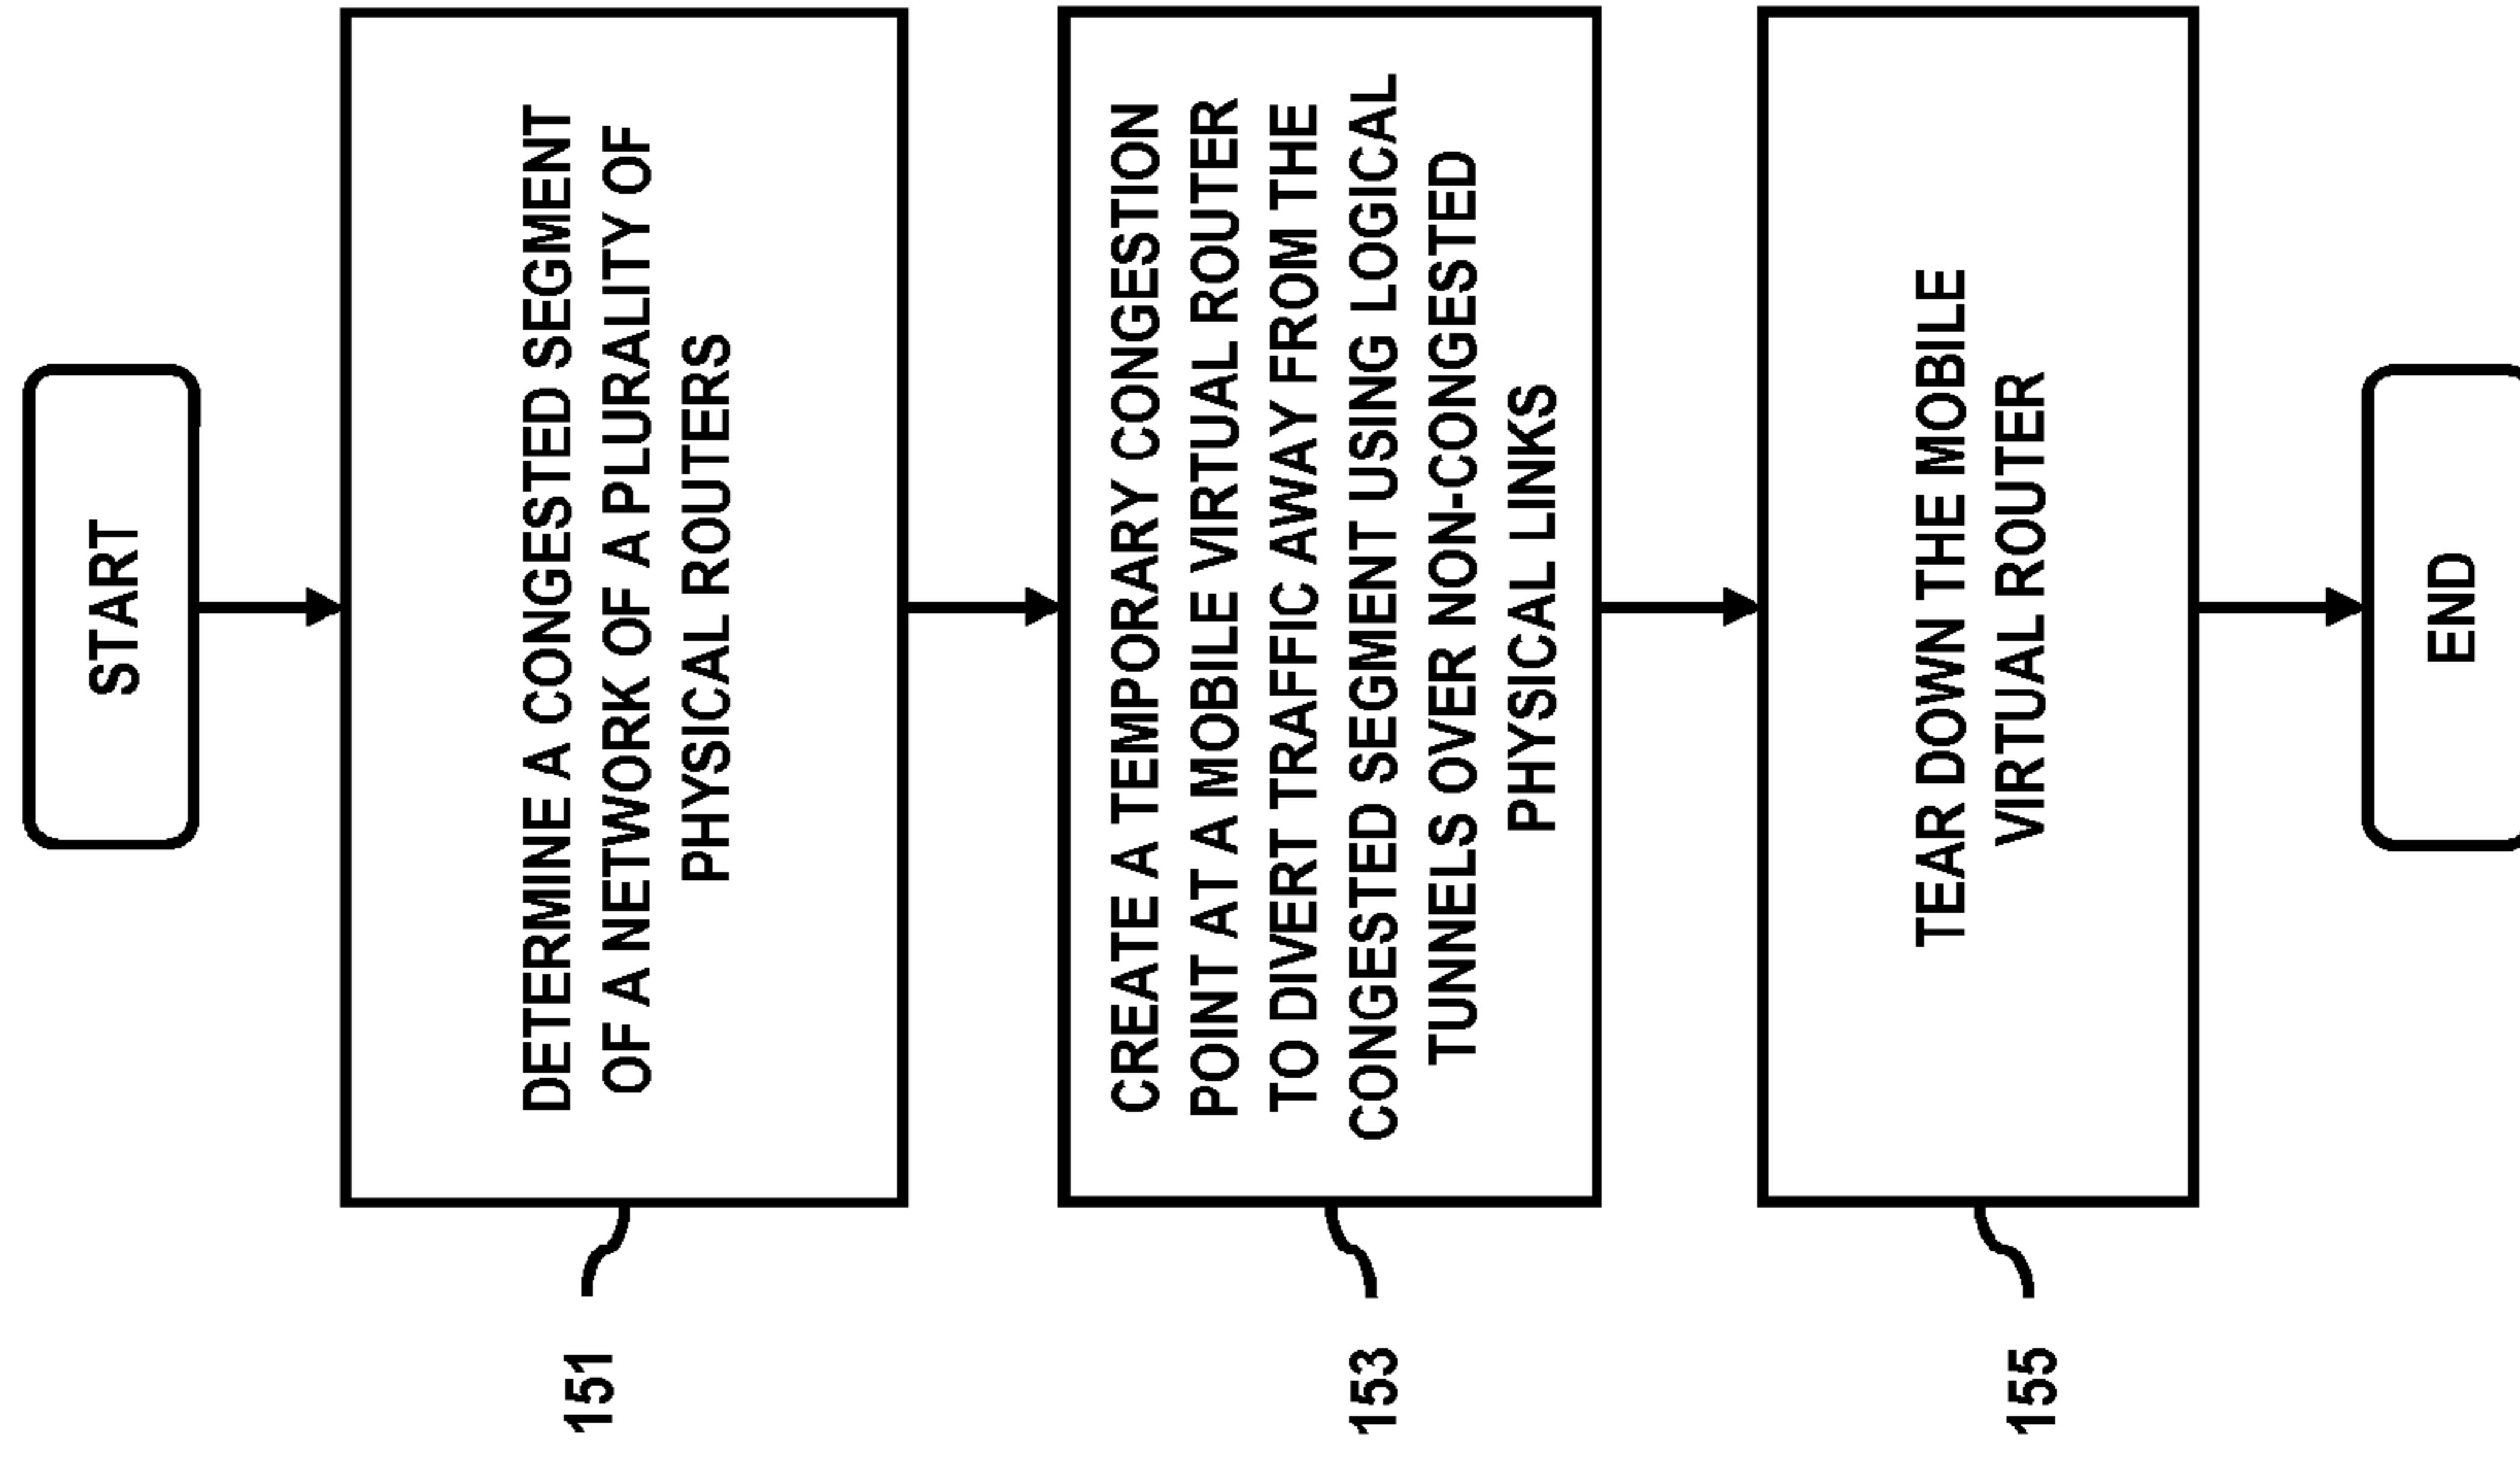 START
DETERMINE A CONGESTED SEGMENT
OF A NETWORK OF A PLURALITY OF
PHYSICAL ROUTERS
151
CREATE A TEMPORARY CONGESTION
POINT AT A MOBILE VIRTUAL ROUTER
TO DIVERT TRAFFIC AWAY FROM THE
CONGESTED SEGMENT USING LOGICAL
TUNNELS OVER NON-CONGESTED
PHYSICAL LINKS
153
TEAR DOWN THE MOBILE
VIRTUAL ROUTER
155
END